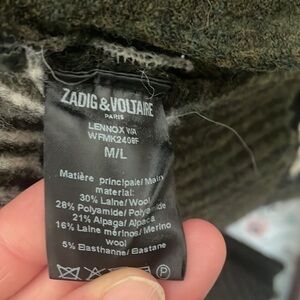 ZADIG & VOLTAIRE
PARIS
LENNOX WA
WFMK2408F
M/L
Matière principale/Main
material:
30% Laine/Wool
28% Polyamide/Polyamide
21% Alpaga/Alpaca
16% Laine mérinos/Merino
wool
5% Elasthanne/Elastane